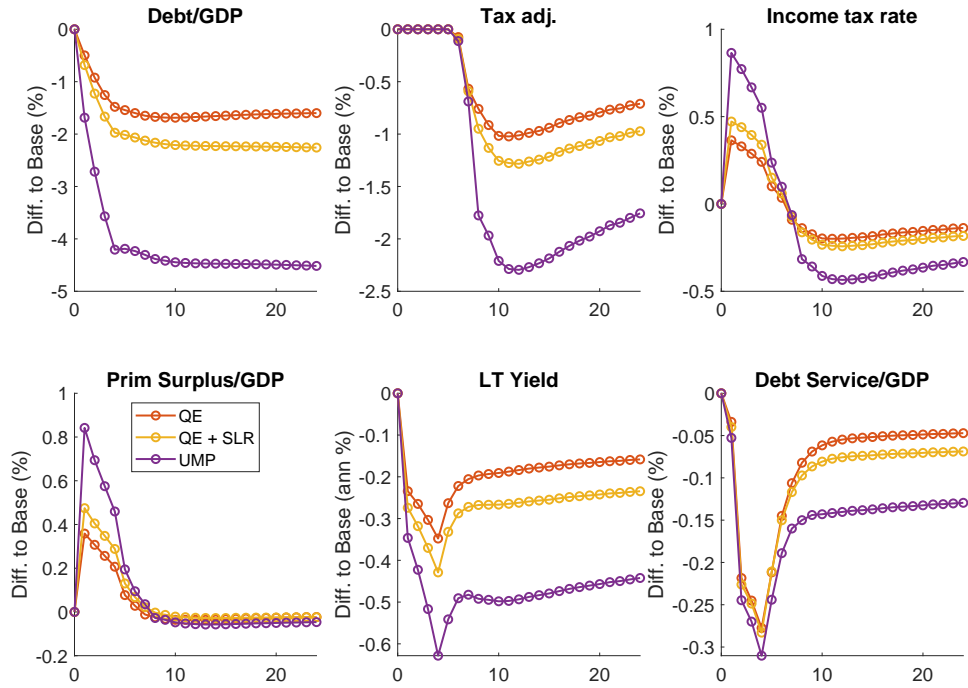 Debt/GDP
Diff. to Base (%)
0
-1
-2
-3
-4
-5
0 10 20
Tax adj.
Diff. to Base (%)
0
-0.5
-1
-1.5
-2
-2.5
0 10 20
Income tax rate
Diff. to Base (%)
1
0.5
0
-0.5
0 10 20
Prim Surplus/GDP
Diff. to Base (%)
1
0.8
0.6
0.4
0.2
0
-0.2
0 10 20
QE
QE + SLR
UMP
LT Yield
Diff. to Base (ann %)
0
-0.1
-0.2
-0.3
-0.4
-0.5
-0.6
0 10 20
Debt Service/GDP
Diff. to Base (%)
0
-0.05
-0.1
-0.15
-0.2
-0.25
-0.3
0 10 20